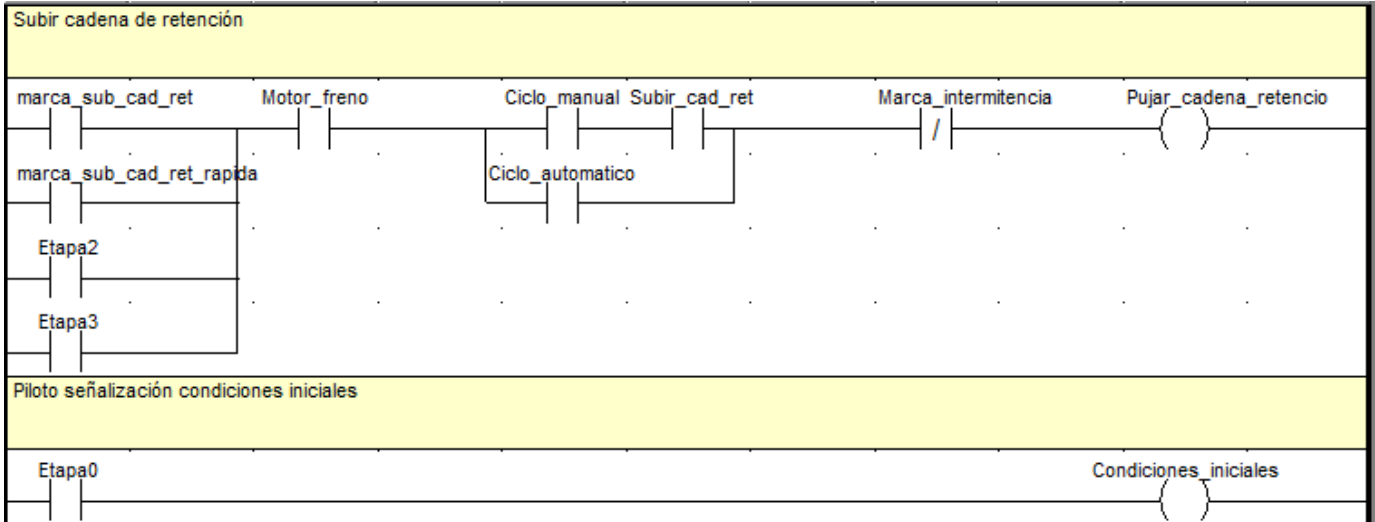 Subir cadena de retención
marca_sub_cad_ret Motor_freno Ciclo_manual Subir_cad_ret Marca_intermitencia Pujar_cadena_retencio
/
marca_sub_cad_ret_rapida Ciclo_automatico
Etapa2
Etapa3
Piloto señalización condiciones iniciales
Etapa0 Condiciones_iniciales